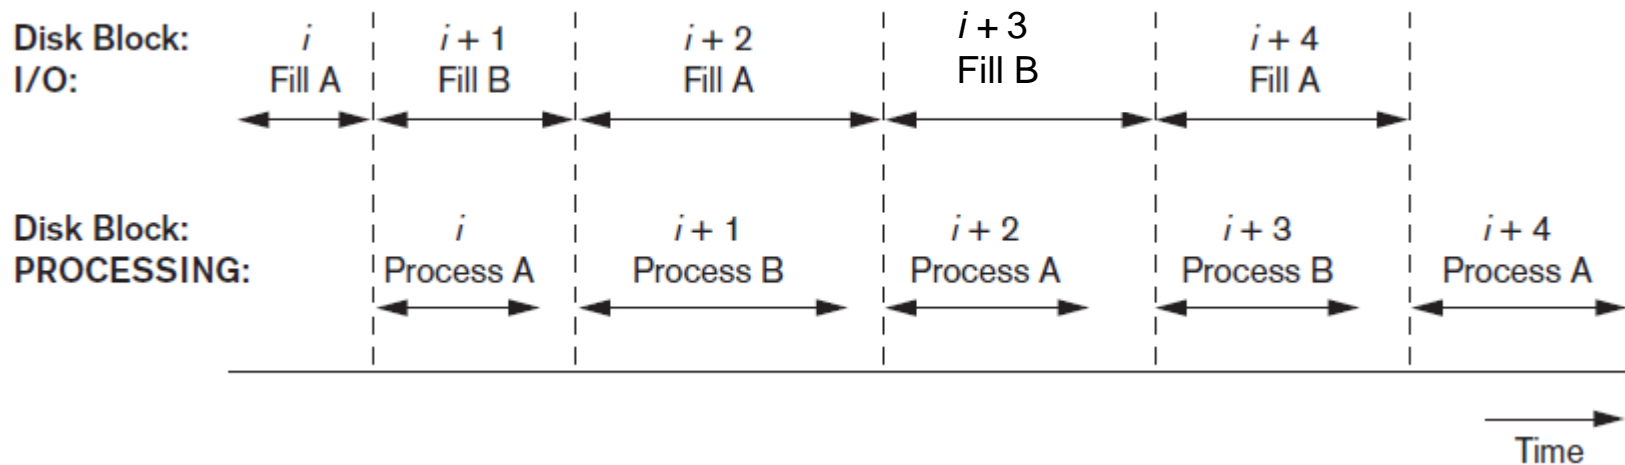 Disk Block: i i + 1 i + 2 i + 3 i + 4
I/O: Fill A Fill B Fill A Fill B Fill A
Disk Block: i i + 1 i + 2 i + 3 i + 4
PROCESSING: Process A Process B Process A Process B Process A
Time